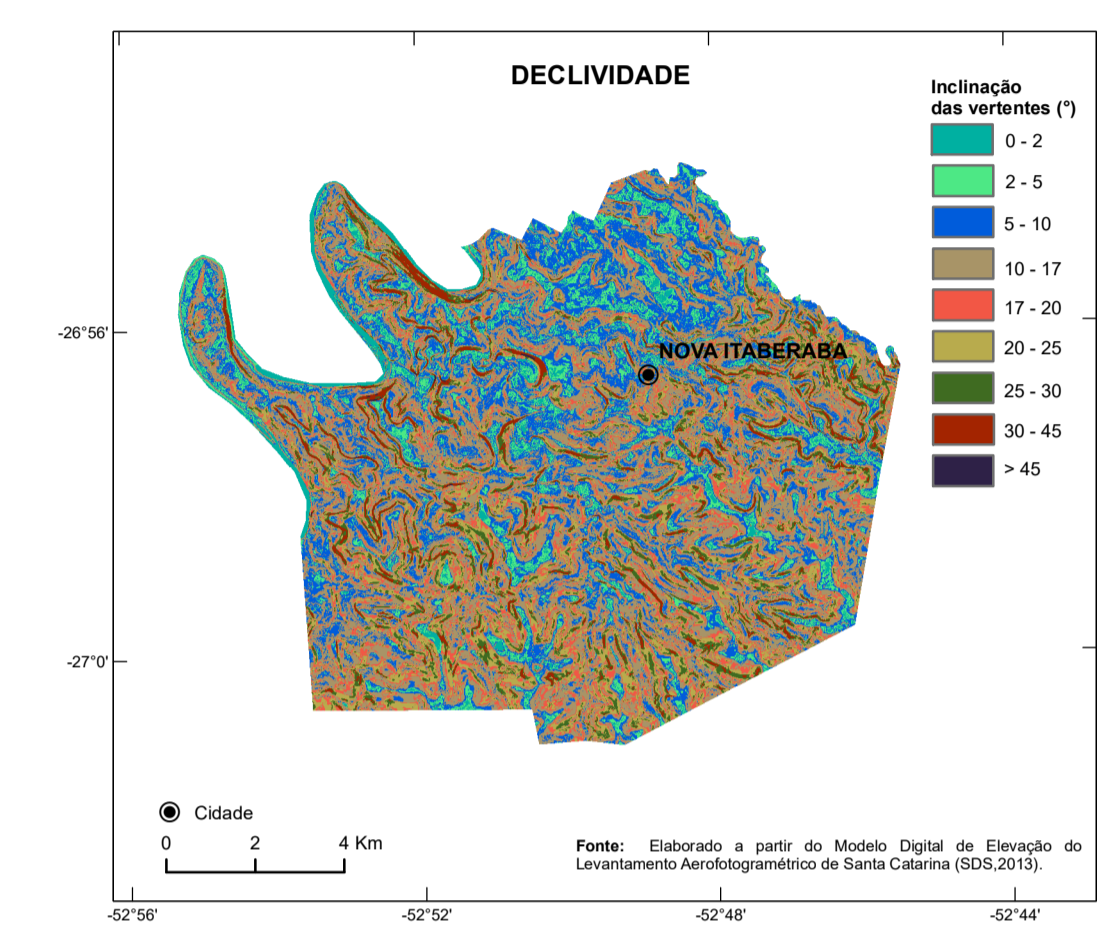 DECLIVIDADE
Inclinação
das vertentes (°)
0 - 2
2 - 5
5 - 10
10 - 17
17 - 20
20 - 25
25 - 30
30 - 45
> 45
-26°56'
NOVA ITABERABA
-27°0'
Cidade
0 2 4 Km
Fonte: Elaborado a partir do Modelo Digital de Elevação do
Levantamento Aerofotogramétrico de Santa Catarina (SDS,2013).
-52°56' -52°52' -52°48' -52°44'